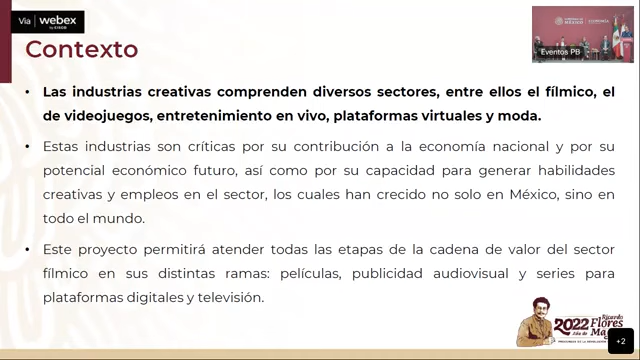 Via webex
by CISCO
Contexto
Eventos PB
• Las industrias creativas comprenden diversos sectores, entre ellos el fílmico, el
de videojuegos, entretenimiento en vivo, plataformas virtuales y moda.
• Estas industrias son críticas por su contribución a la economía nacional y por su
potencial económico futuro, así como por su capacidad para generar habilidades
creativas y empleos en el sector, los cuales han crecido no solo en México, sino en
todo el mundo.
• Este proyecto permitirá atender todas las etapas de la cadena de valor del sector
fílmico en sus distintas ramas: películas, publicidad audiovisual y series para
plataformas digitales y televisión.
2022 Ricardo
Año de Flores
+2